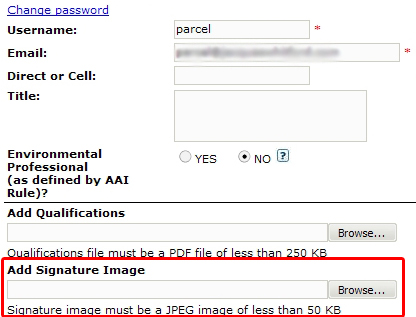 Change password
Username: parcel *
Email: *
Direct or Cell:
Title:
Environmental
Professional YES NO ?
(as defined by AAI
Rule)?
Add Qualifications
Browse...
Qualifications file must be a PDF file of less than 250 KB
Add Signature Image
Browse...
Signature image must be a JPEG image of less than 50 KB